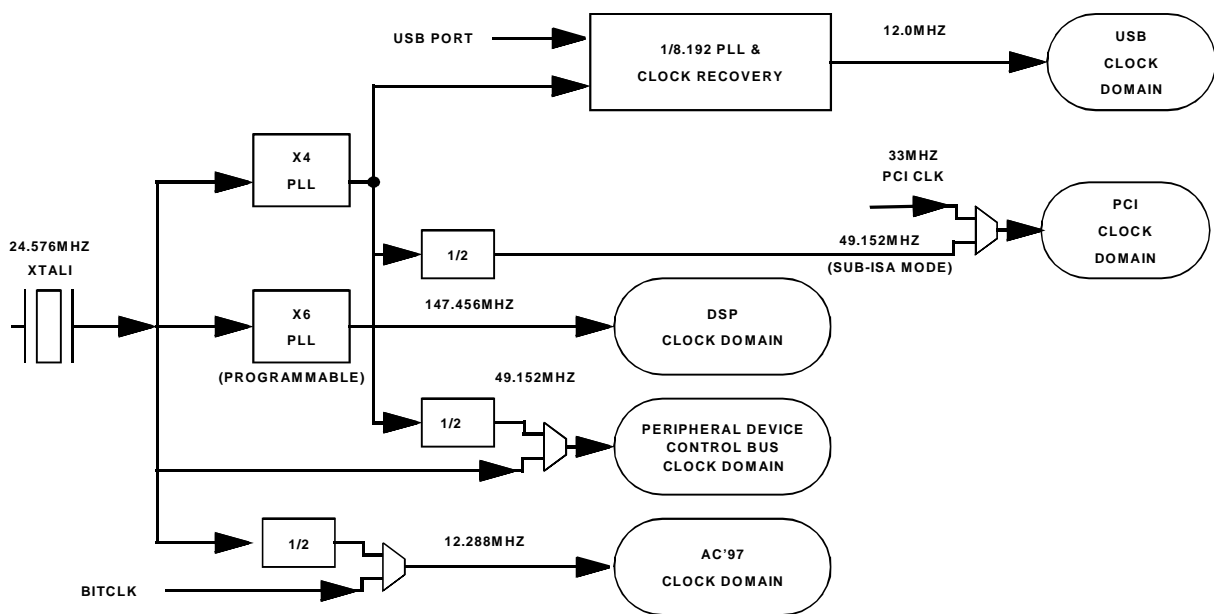 USB PORT
1/8.192 PLL &
CLOCK RECOVERY
12.0MHZ
USB
CLOCK
DOMAIN
X4
PLL
33MHZ
PCI CLK
PCI
CLOCK
DOMAIN
24.576MHZ
XTALI
1/2
49.152MHZ
(SUB-ISA MODE)
X6
PLL
(PROGRAMMABLE)
147.456MHZ
DSP
CLOCK DOMAIN
49.152MHZ
1/2
PERIPHERAL DEVICE
CONTROL BUS
CLOCK DOMAIN
1/2
12.288MHZ
AC'97
CLOCK DOMAIN
BITCLK